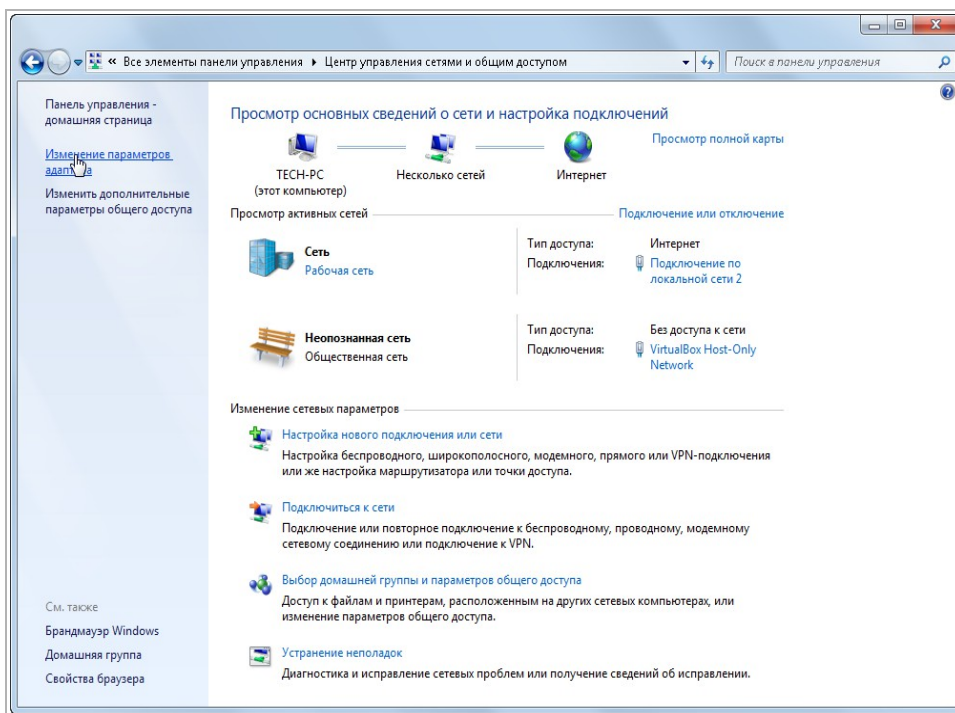 « Все элементы панели управления ▸ Центр управления сетями и общим доступом
Поиск в панели управления
Панель управления -
домашняя страница
Изменение параметров
адаптера
Изменить дополнительные
параметры общего доступа
См. также
Брандмауэр Windows
Домашняя группа
Свойства браузера
Просмотр основных сведений о сети и настройка подключений
Просмотр полной карты
TECH-PC
(этот компьютер)
Несколько сетей
Интернет
Просмотр активных сетей
Подключение или отключение
Сеть
Рабочая сеть
Тип доступа: Интернет
Подключения: Подключение по
локальной сети 2
Неопознанная сеть
Общественная сеть
Тип доступа: Без доступа к сети
Подключения: VirtualBox Host-Only
Network
Изменение сетевых параметров
Настройка нового подключения или сети
Настройка беспроводного, широкополосного, модемного, прямого или VPN-подключения
или же настройка маршрутизатора или точки доступа.
Подключиться к сети
Подключение или повторное подключение к беспроводному, проводному, модемному
сетевому соединению или подключение к VPN.
Выбор домашней группы и параметров общего доступа
Доступ к файлам и принтерам, расположенным на других сетевых компьютерах, или
изменение параметров общего доступа.
Устранение неполадок
Диагностика и исправление сетевых проблем или получение сведений об исправлении.